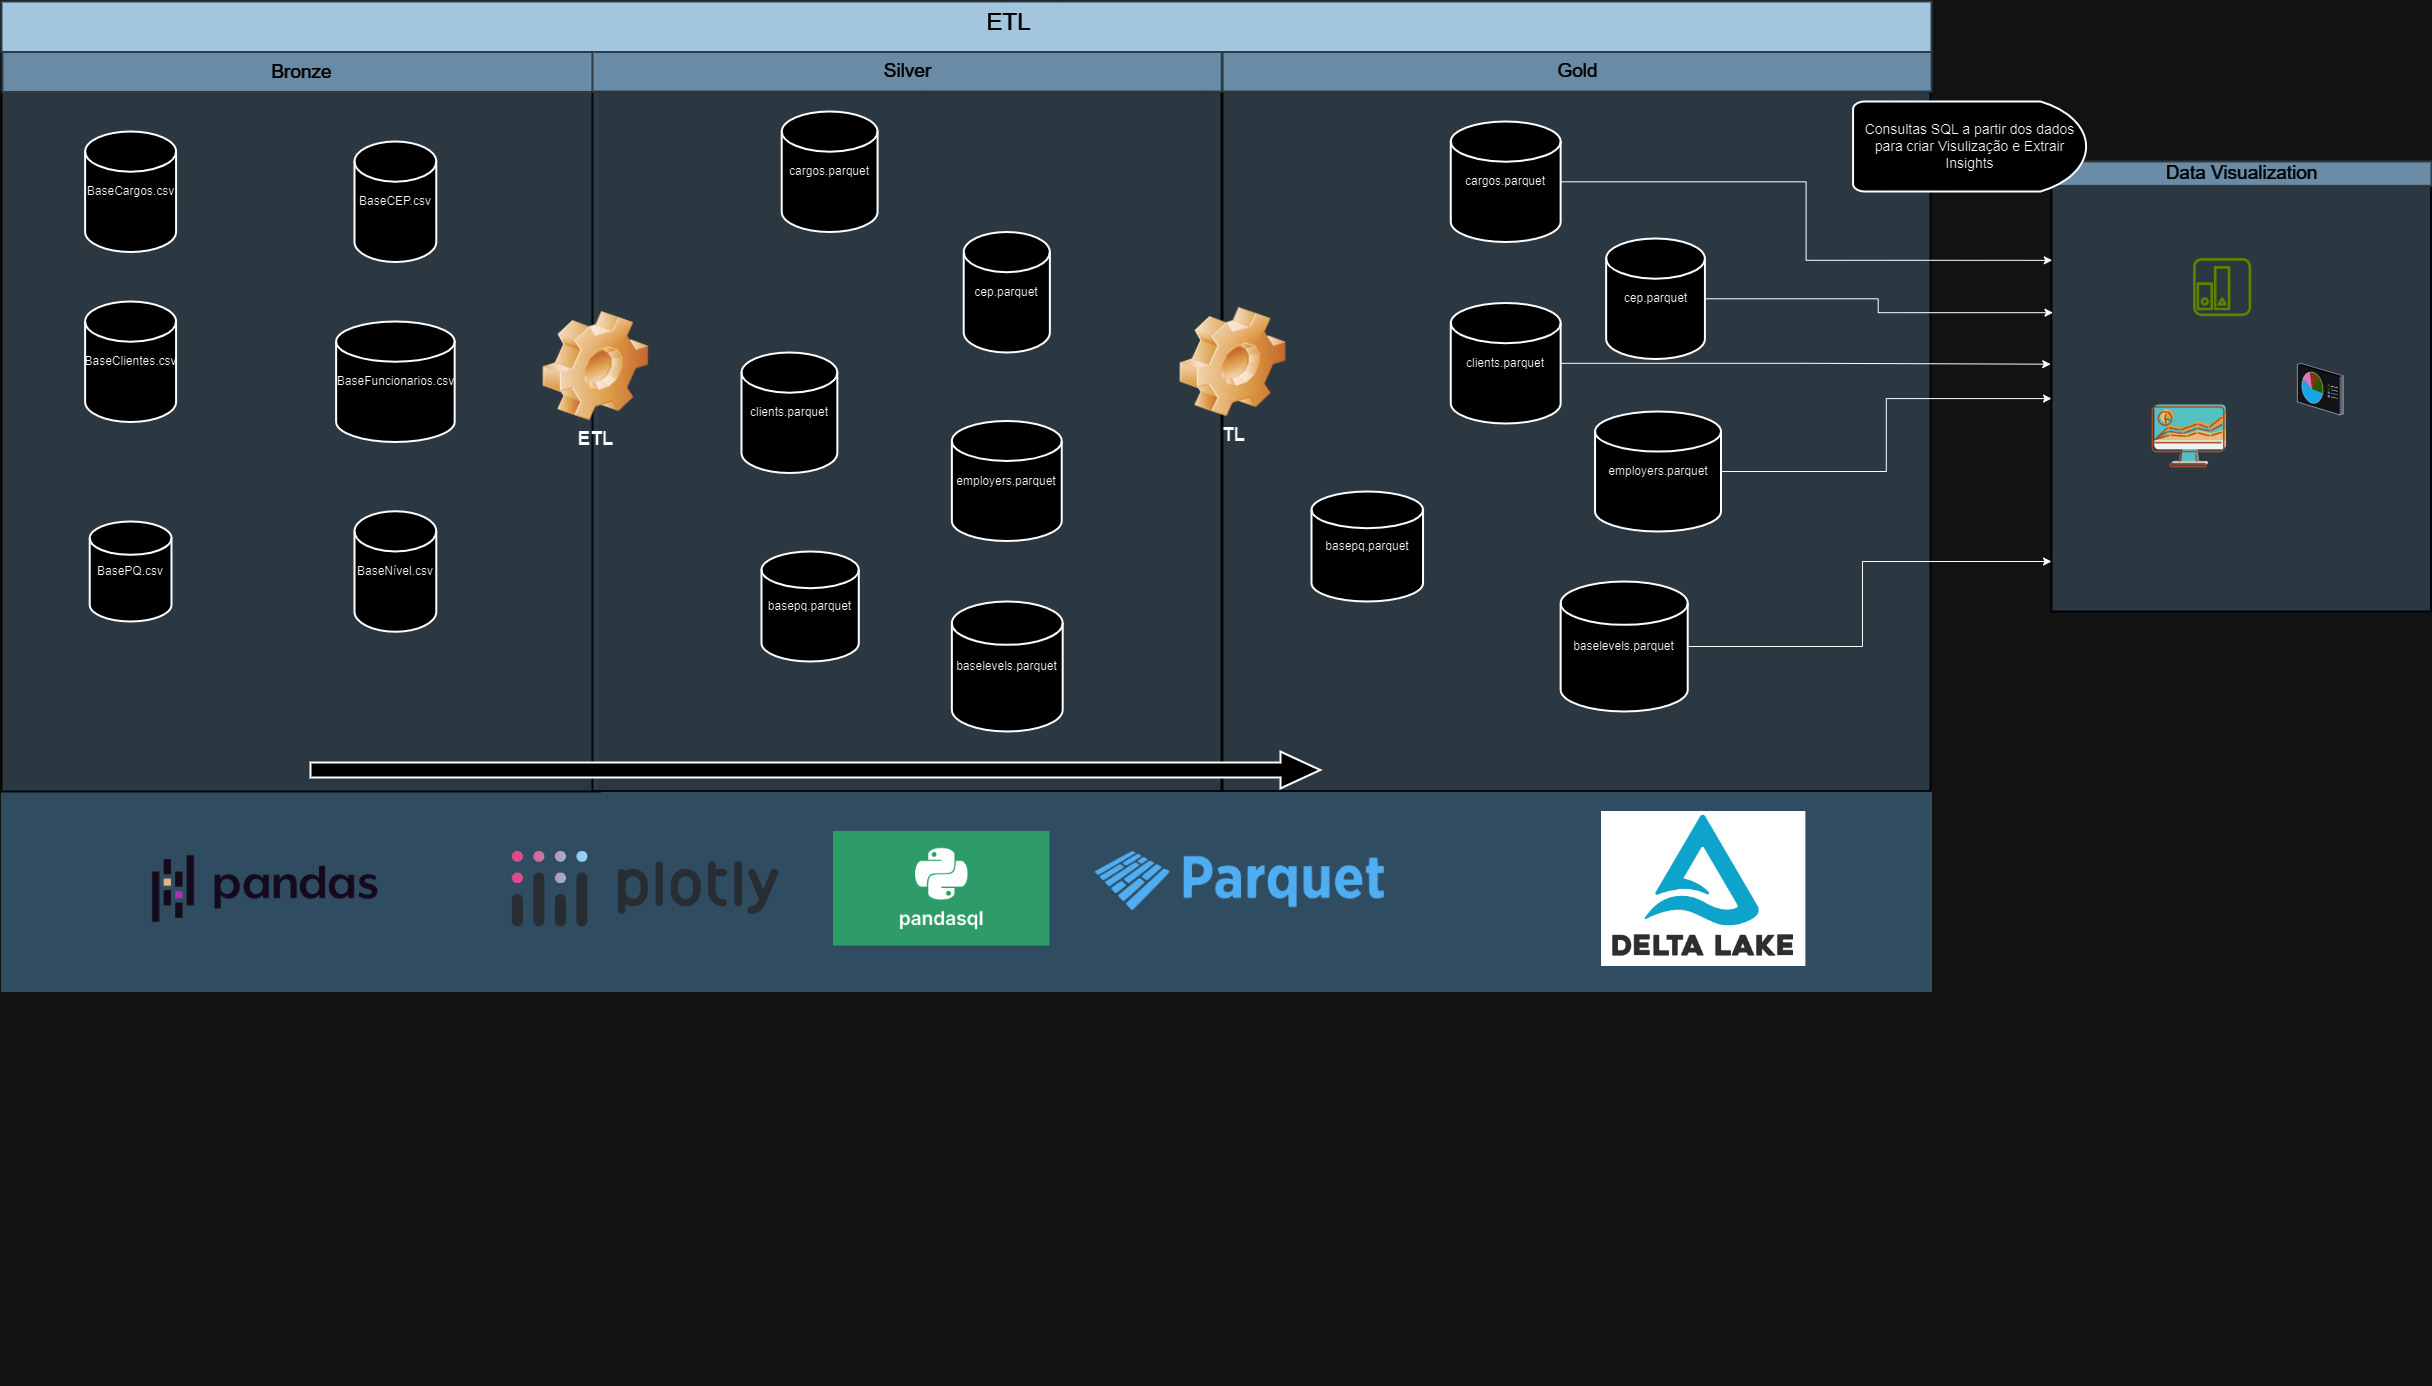 ETL
Bronze
Silver
Gold
BaseCargos.csv
BaseCEP.csv
BaseClientes.csv
BaseFuncionarios.csv
BasePQ.csv
BaseNível.csv
ETL
cargos.parquet
cep.parquet
clients.parquet
employers.parquet
basepq.parquet
baselevels.parquet
TL
cargos.parquet
cep.parquet
clients.parquet
employers.parquet
basepq.parquet
baselevels.parquet
Consultas SQL a partir dos dados
para criar Visulização e Extrair
Insights
Data Visualization
pandas
plotly
pandasql
Parquet
DELTA LAKE